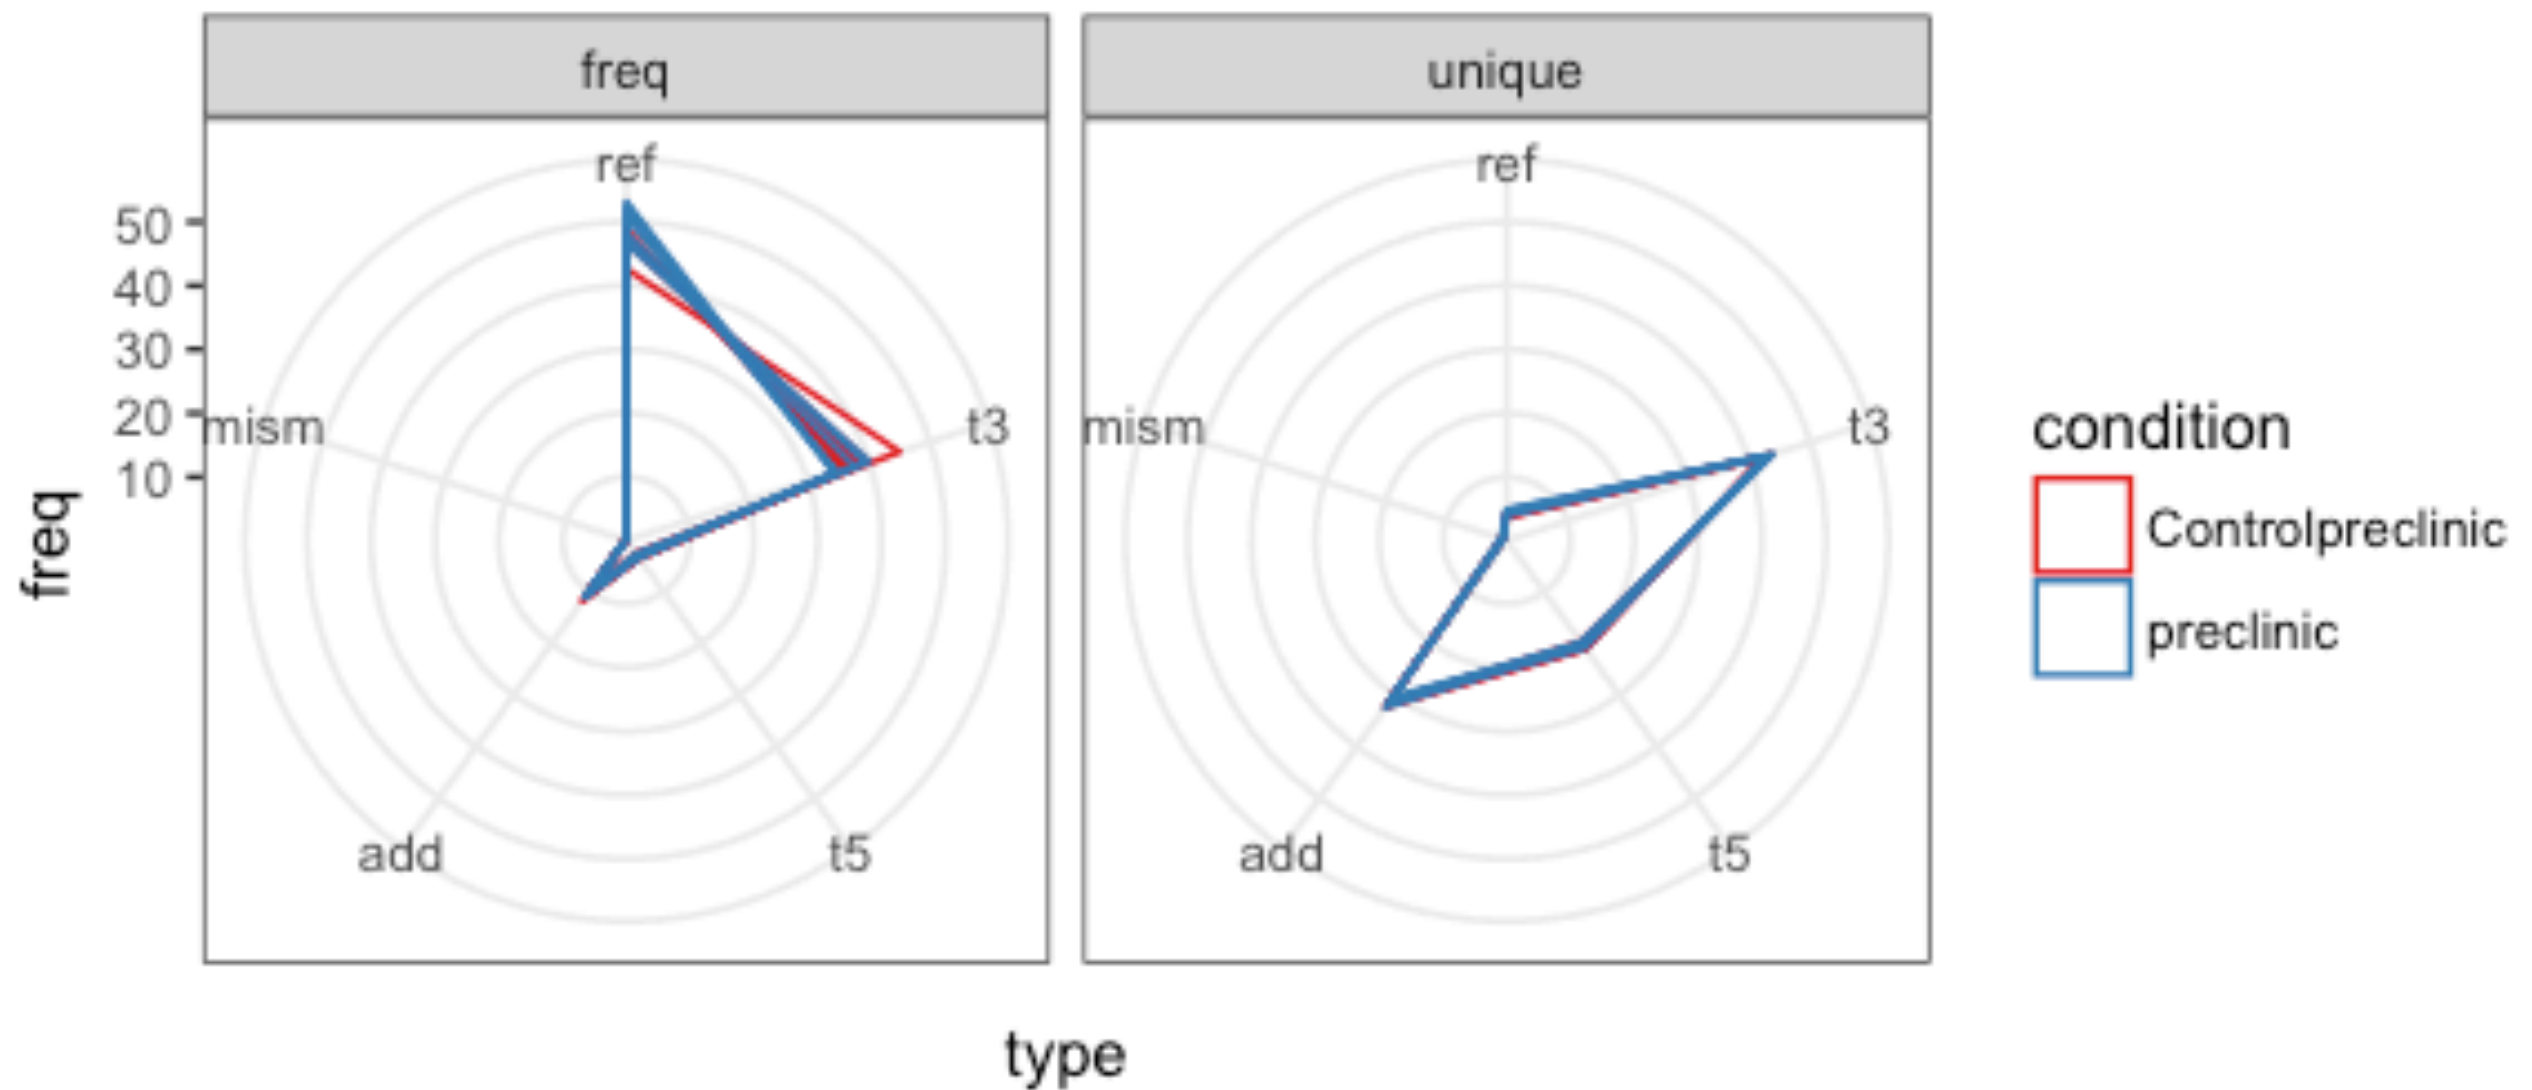 freq
unique
ref
ref
50
40
30
20
10
mism
t3
mism
t3
add
t5
add
t5
freq
type
condition
Controlpreclinic
preclinic